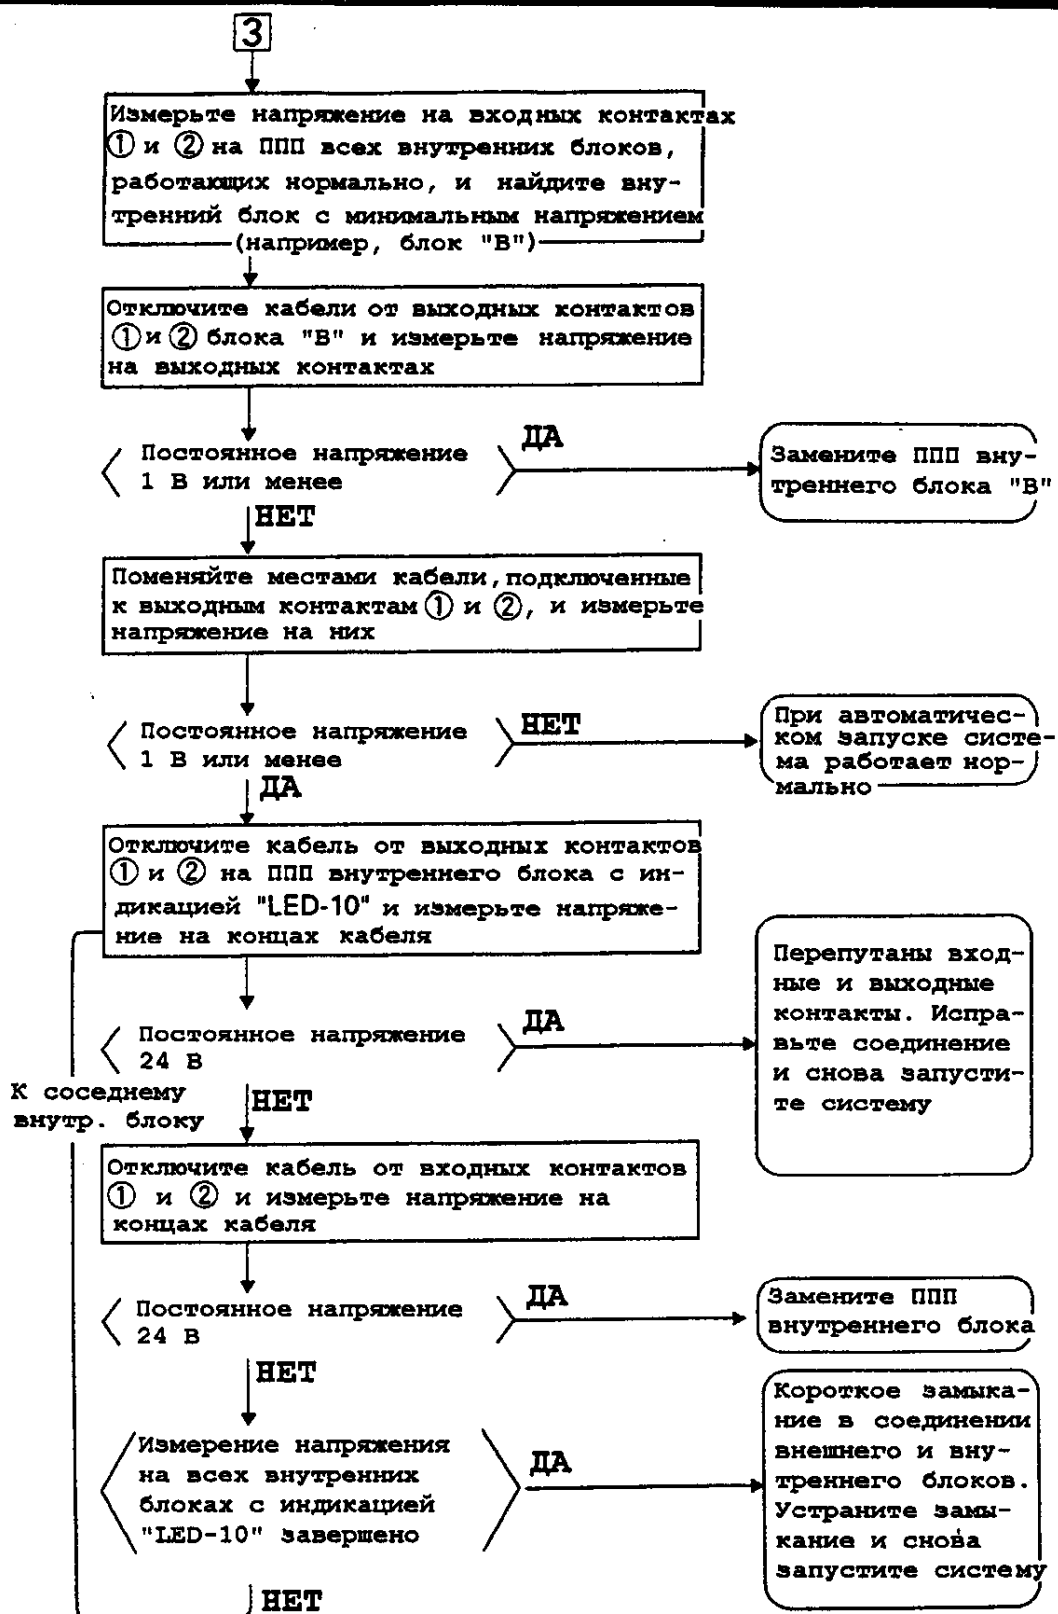 3
Измерьте напряжение на входных контактах
① и ② на ППП всех внутренних блоков,
работающих нормально, и найдите вну-
тренний блок с минимальным напряжением
(например, блок "В")
Отключите кабели от выходных контактов
① и ② блока "В" и измерьте напряжение
на выходных контактах
Постоянное напряжение
1 В или менее
ДА
Замените ППП вну-
треннего блока "В"
НЕТ
Поменяйте местами кабели, подключенные
к выходным контактам ① и ②, и измерьте
напряжение на них
Постоянное напряжение
1 В или менее
НЕТ
При автоматичес-
ком запуске систе-
ма работает нор-
мально
ДА
Отключите кабель от выходных контактов
① и ② на ППП внутреннего блока с ин-
дикацией "LED-10" и измерьте напряже-
ние на концах кабеля
Постоянное напряжение
24 В
ДА
Перепутаны вход-
ные и выходные
контакты. Испра-
вьте соединение
и снова запусти-
те систему
К соседнему
внутр. блоку
НЕТ
Отключите кабель от входных контактов
① и ② и измерьте напряжение на
концах кабеля
Постоянное напряжение
24 В
ДА
Замените ППП
внутреннего блока
НЕТ
Измерение напряжения
на всех внутренних
блоках с индикацией
"LED-10" завершено
ДА
Короткое замыка-
ние в соединении
внешнего и вну-
треннего блоков.
Устраните замы-
кание и снова
запустите систему
НЕТ